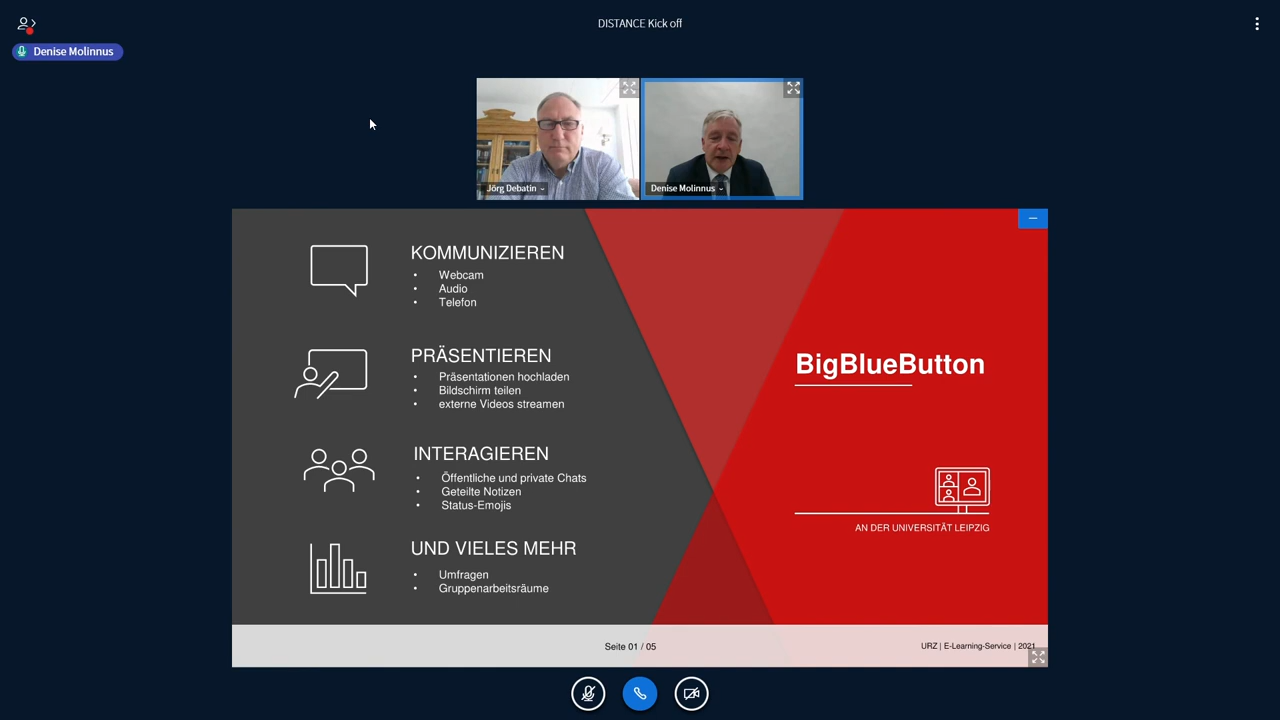 DISTANCE Kick off
Denise Molinnus
Jörg Debatin
Denise Molinnus
KOMMUNIZIEREN
• Webcam
• Audio
• Telefon
PRÄSENTIEREN
• Präsentationen hochladen
• Bildschirm teilen
• externe Videos streamen
INTERAGIEREN
• Öffentliche und private Chats
• Geteilte Notizen
• Status-Emojis
UND VIELES MEHR
• Umfragen
• Gruppenarbeitsräume
BigBlueButton
AN DER UNIVERSITÄT LEIPZIG
Seite 01 / 05
URZ | E-Learning-Service | 2021